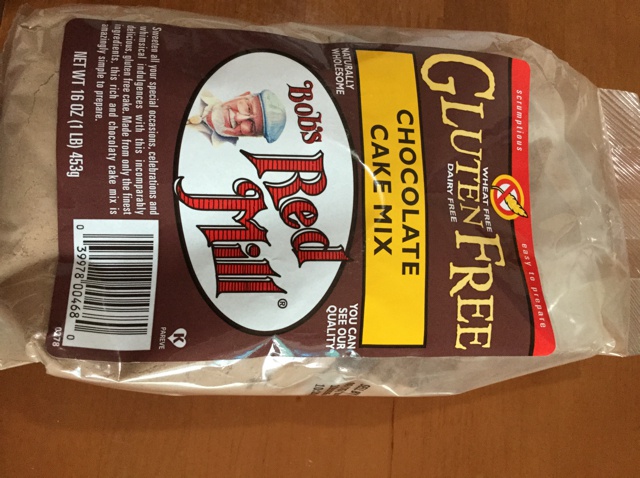 scrumptious
easy to prepare
GLUTEN FREE
WHEAT FREE
DAIRY FREE
CHOCOLATE
CAKE MIX
NATURALLY
WHOLESOME
YOU CAN
SEE OUR
QUALITY
Bob's
Red
Mill®
Sweeten all your special occasions, celebrations and
whimsical indulgences with this incomparably
delicious, gluten free cake. Made from only the finest
ingredients, this rich and chocolaty cake mix is
amazingly simple to prepare.
NET WT 16 OZ (1 LB) 453g
K
PAREVE
0 39978 00468 0